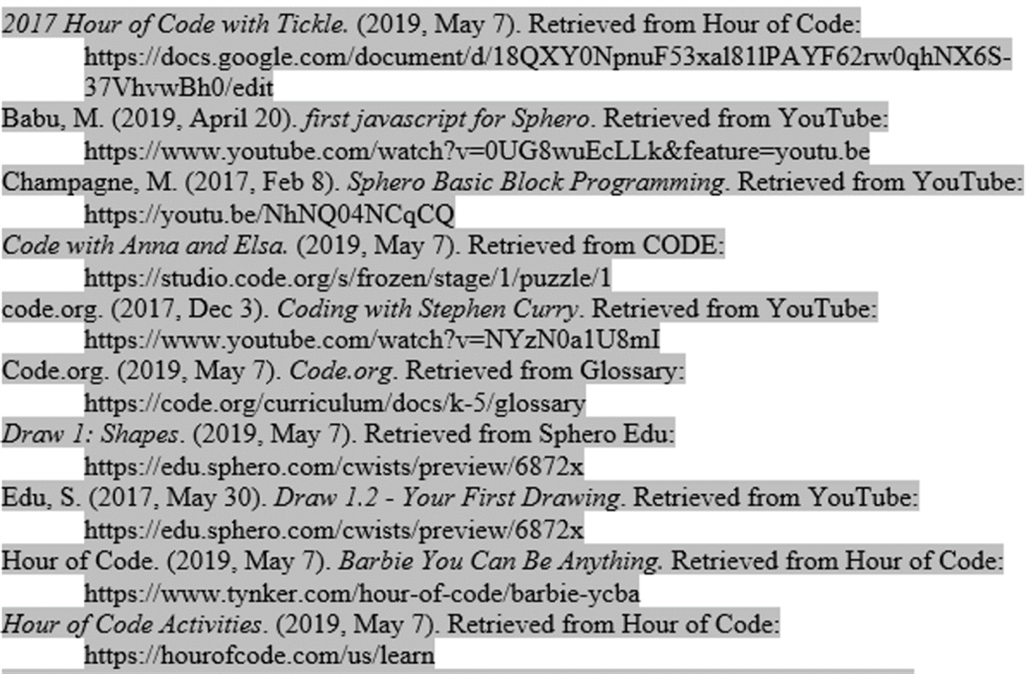 2017 Hour of Code with Tickle. (2019, May 7). Retrieved from Hour of Code:
https://docs.google.com/document/d/18QXY0NpnuF53xal81lPAYF62rw0qhNX6S-
37VhvwBh0/edit
Babu, M. (2019, April 20). first javascript for Sphero. Retrieved from YouTube:
https://www.youtube.com/watch?v=0UG8wuEcLLk&feature=youtu.be
Champagne, M. (2017, Feb 8). Sphero Basic Block Programming. Retrieved from YouTube:
https://youtu.be/NhNQ04NCqCQ
Code with Anna and Elsa. (2019, May 7). Retrieved from CODE:
https://studio.code.org/s/frozen/stage/1/puzzle/1
code.org. (2017, Dec 3). Coding with Stephen Curry. Retrieved from YouTube:
https://www.youtube.com/watch?v=NYzN0a1U8mI
Code.org. (2019, May 7). Code.org. Retrieved from Glossary:
https://code.org/curriculum/docs/k-5/glossary
Draw 1: Shapes. (2019, May 7). Retrieved from Sphero Edu:
https://edu.sphero.com/cwists/preview/6872x
Edu, S. (2017, May 30). Draw 1.2 - Your First Drawing. Retrieved from YouTube:
https://edu.sphero.com/cwists/preview/6872x
Hour of Code. (2019, May 7). Barbie You Can Be Anything. Retrieved from Hour of Code:
https://www.tynker.com/hour-of-code/barbie-ycba
Hour of Code Activities. (2019, May 7). Retrieved from Hour of Code:
https://hourofcode.com/us/learn